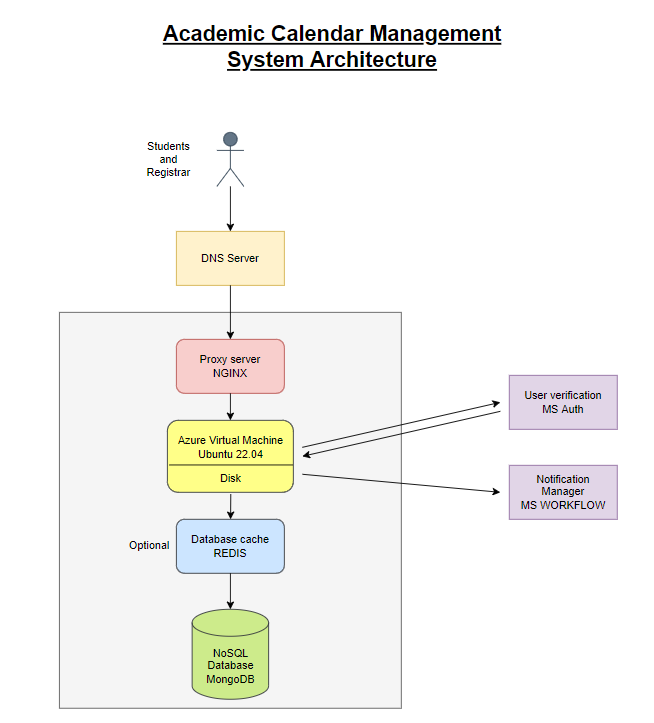 Academic Calendar Management
System Architecture
Students
and
Registrar
DNS Server
Proxy server
NGINX
User verification
MS Auth
Azure Virtual Machine
Ubuntu 22.04
Disk
Notification
Manager
MS WORKFLOW
Optional
Database cache
REDIS
NoSQL
Database
MongoDB